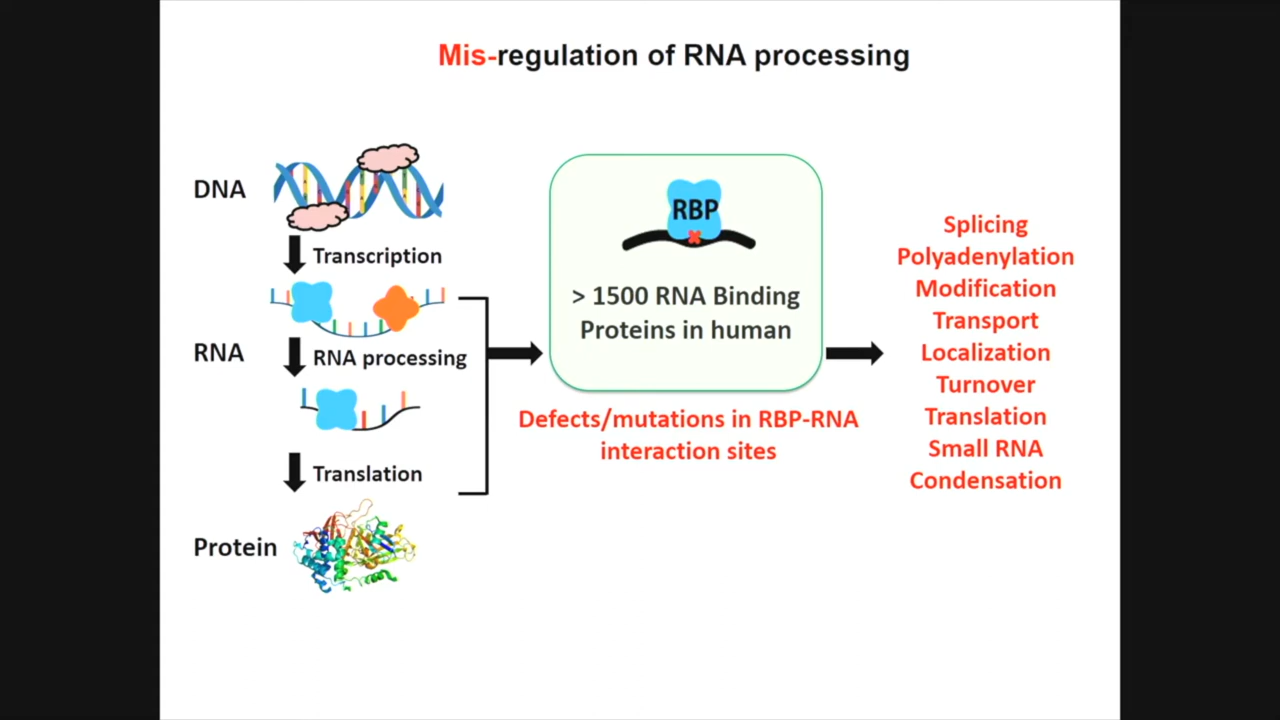 Mis-regulation of RNA processing
DNA
Transcription
RNA
RNA processing
Translation
Protein
RBP
> 1500 RNA Binding
Proteins in human
Defects/mutations in RBP-RNA
interaction sites
Splicing
Polyadenylation
Modification
Transport
Localization
Turnover
Translation
Small RNA
Condensation